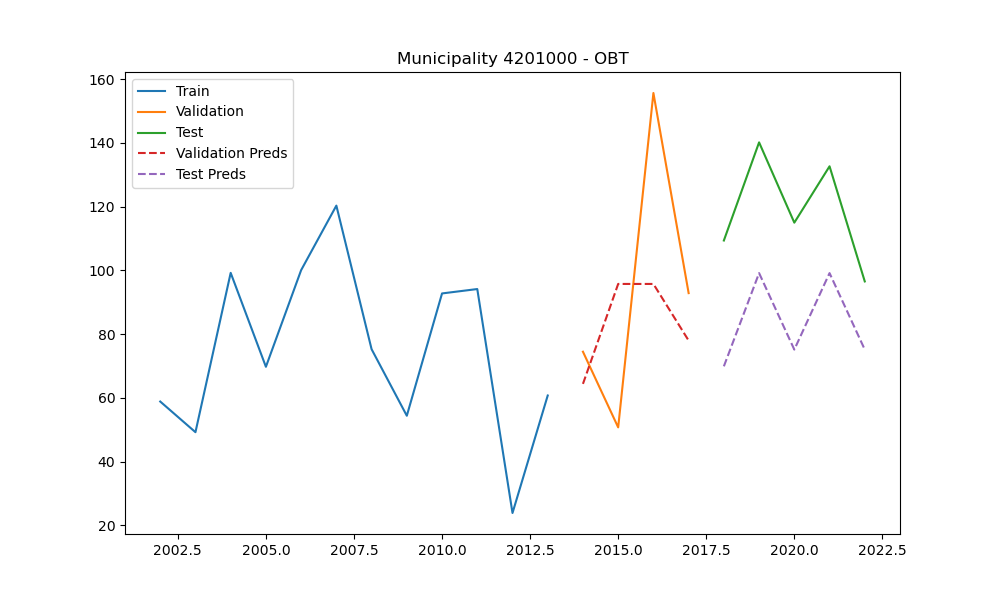 Municipality 4201000 - OBT
160
140
120
100
80
60
40
20
Train
Validation
Test
Validation Preds
Test Preds
2002.5 2005.0 2007.5 2010.0 2012.5 2015.0 2017.5 2020.0 2022.5